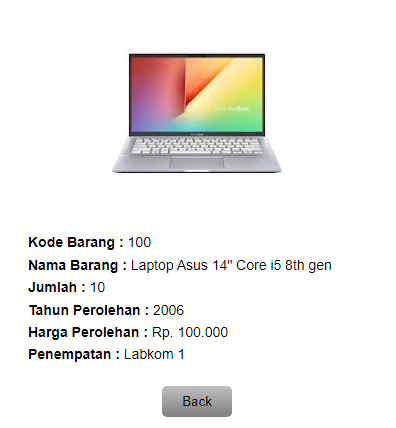 Kode Barang : 100
Nama Barang : Laptop Asus 14" Core i5 8th gen
Jumlah : 10
Tahun Perolehan : 2006
Harga Perolehan : Rp. 100.000
Penempatan : Labkom 1
Back